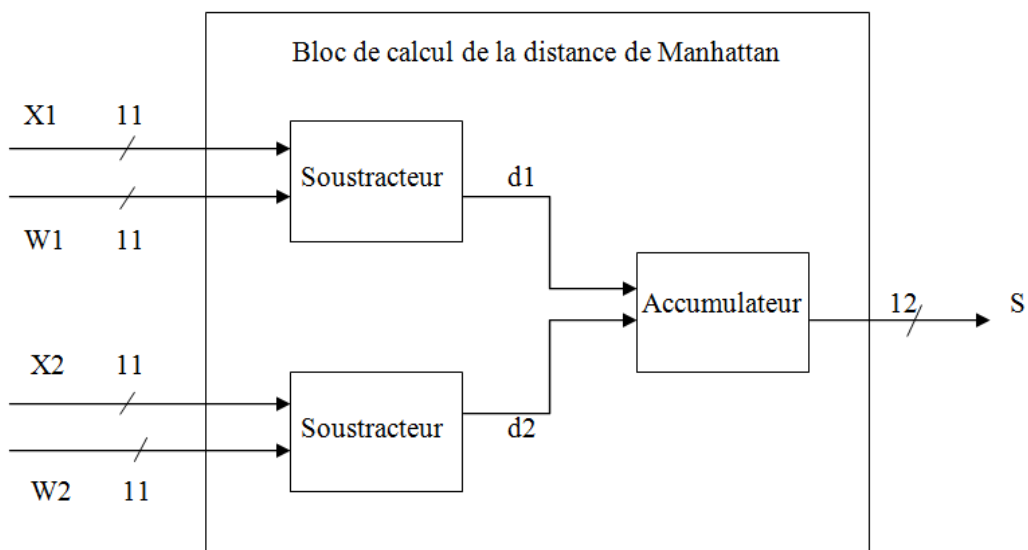 Bloc de calcul de la distance de Manhattan
X1 11
Soustracteur
d1
W1 11
Accumulateur
12
S
X2 11
Soustracteur
d2
W2 11